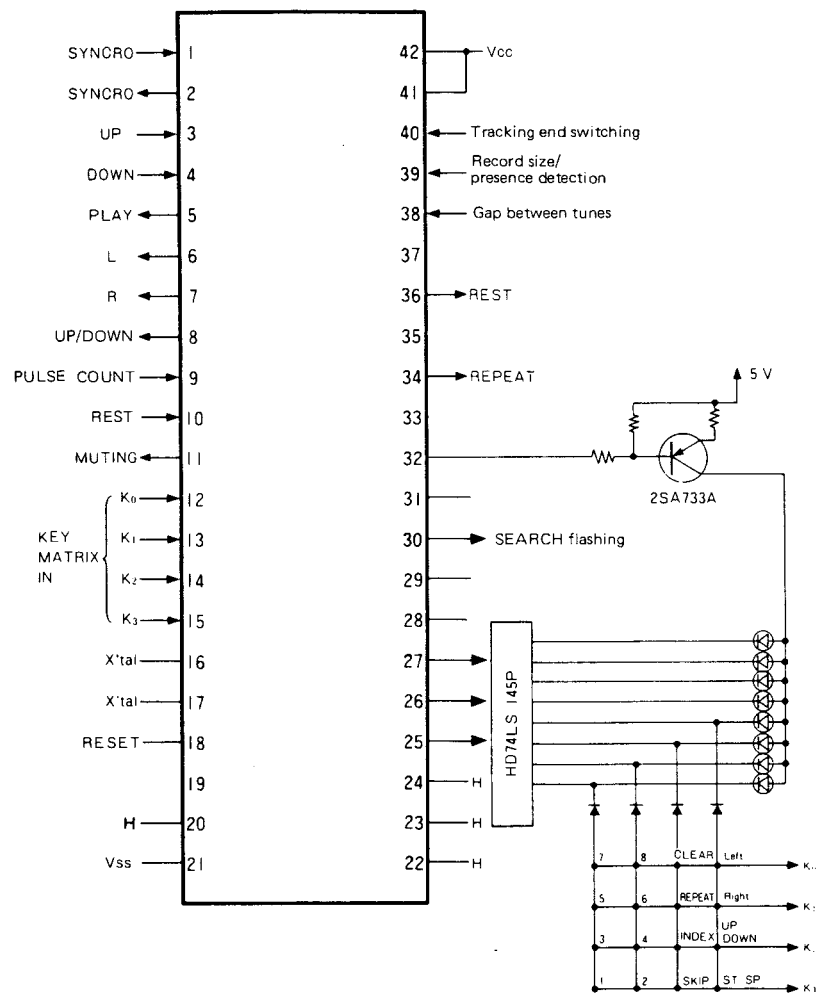 SYNCRO 1
SYNCRO 2
UP 3
DOWN 4
PLAY 5
L 6
R 7
UP/DOWN 8
PULSE COUNT 9
REST 10
MUTING 11
KEY
MATRIX
IN
K0 12
K1 13
K2 14
K3 15
X'tal 16
X'tal 17
RESET 18
19
H 20
Vss 21
42 Vcc
41
40 Tracking end switching
39 Record size/
presence detection
38 Gap between tunes
37
36 REST
35
34 REPEAT
33
32
31
30 SEARCH flashing
29
28
27
26
25
24 H
23 H
22 H
5 V
2SA733A
HD74LS 145P
7 8 CLEAR Left K
5 6 REPEAT Right K
3 4 INDEX UP
DOWN K
1 2 SKIP ST SP K